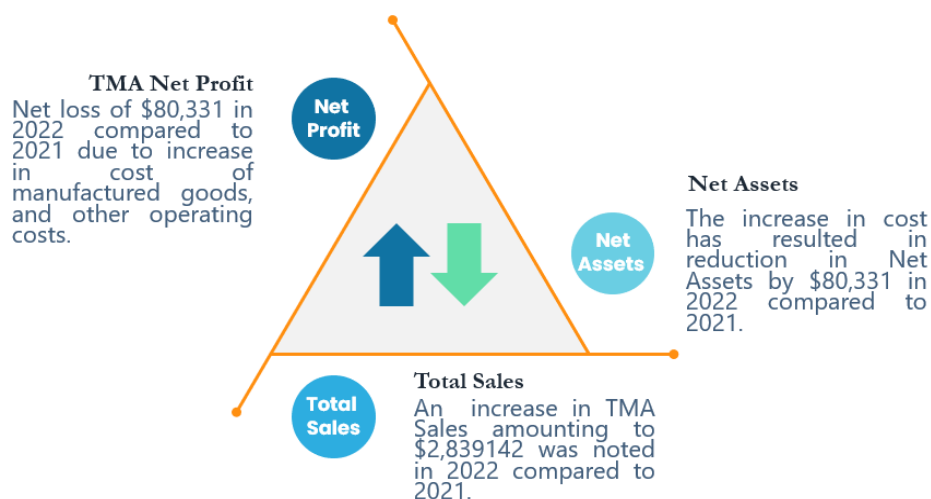 TMA Net Profit
Net loss of $80,331 in
2022 compared to
2021 due to increase
in cost of
manufactured goods,
and other operating
costs.
Net
Profit
Net Assets
The increase in cost
has resulted in
reduction in Net
Assets by $80,331 in
2022 compared to
2021.
Net
Assets
Total Sales
An increase in TMA
Sales amounting to
$2,839142 was noted
in 2022 compared to
2021.
Total
Sales